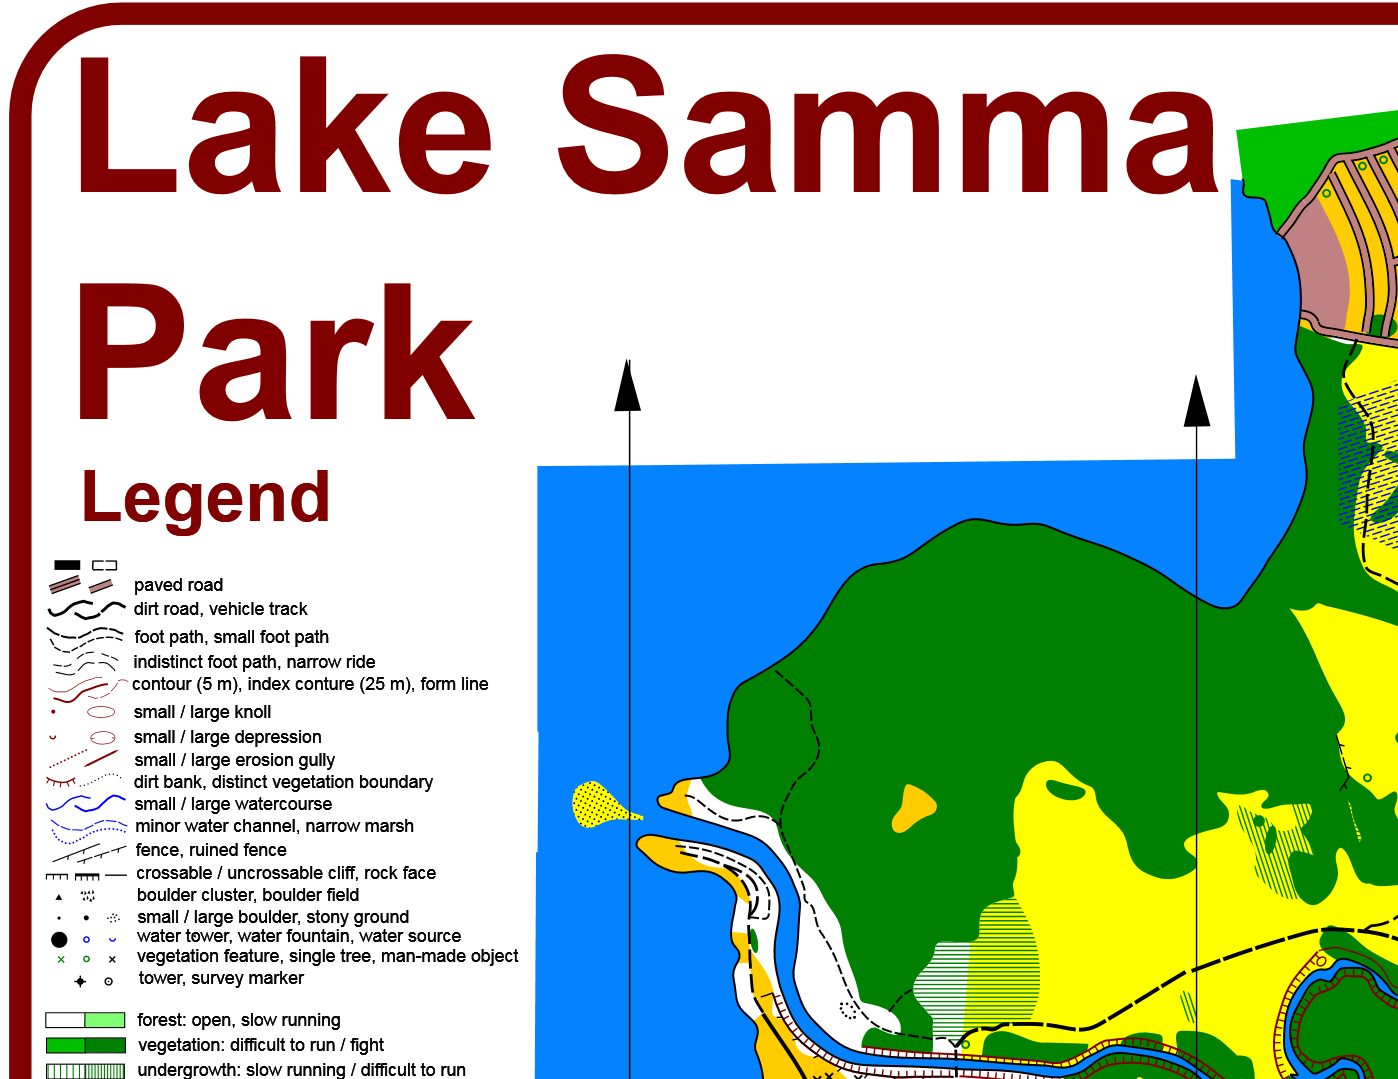 Lake Samma
Park
Legend
paved road
dirt road, vehicle track
foot path, small foot path
indistinct foot path, narrow ride
contour (5 m), index conture (25 m), form line
small / large knoll
small / large depression
small / large erosion gully
dirt bank, distinct vegetation boundary
small / large watercourse
minor water channel, narrow marsh
fence, ruined fence
crossable / uncrossable cliff, rock face
boulder cluster, boulder field
small / large boulder, stony ground
water tower, water fountain, water source
vegetation feature, single tree, man-made object
tower, survey marker
forest: open, slow running
vegetation: difficult to run / fight
undergrowth: slow running / difficult to run